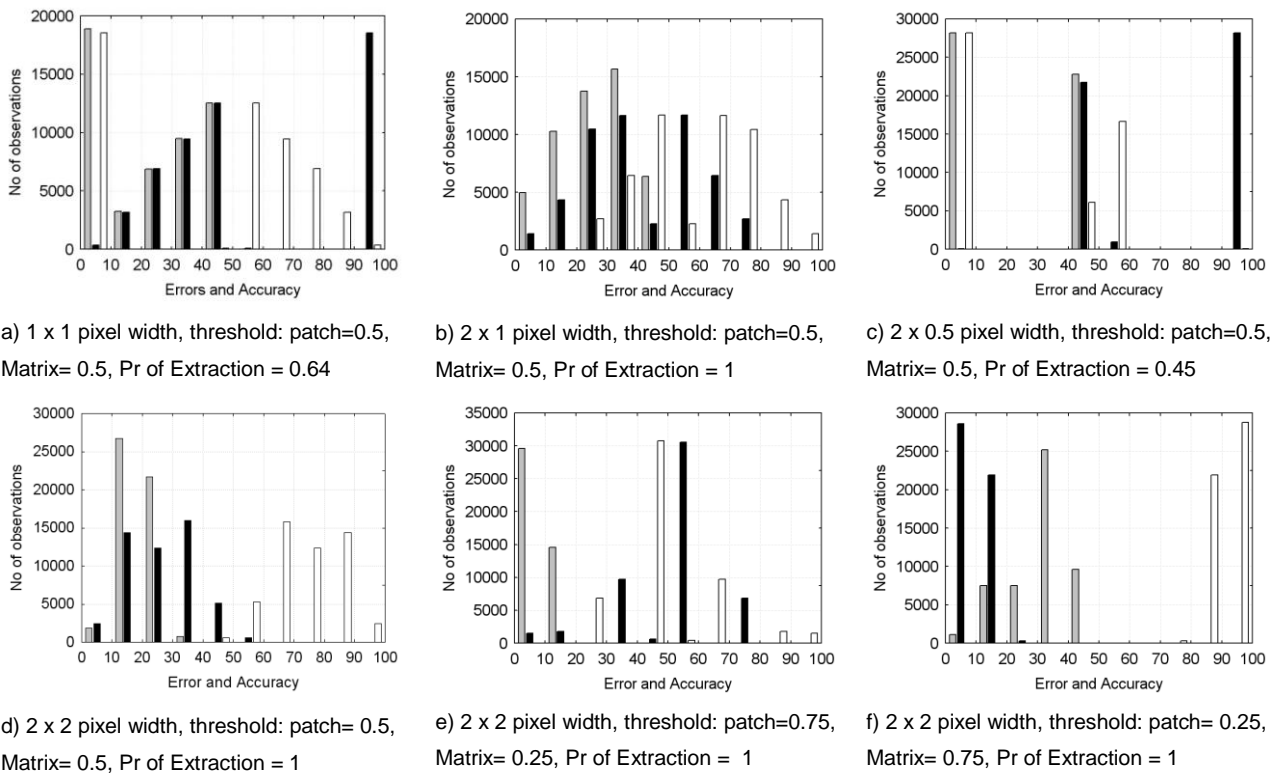 20000
15000
10000
5000
0
No of observations
0 10 20 30 40 50 60 70 80 90 100
Errors and Accuracy
a) 1 x 1 pixel width, threshold: patch=0.5,
Matrix= 0.5, Pr of Extraction = 0.64
20000
15000
10000
5000
0
No of observations
0 10 20 30 40 50 60 70 80 90 100
Error and Accuracy
b) 2 x 1 pixel width, threshold: patch=0.5,
Matrix= 0.5, Pr of Extraction = 1
30000
25000
20000
15000
10000
5000
0
No of observations
0 10 20 30 40 50 60 70 80 90 100
Error and Accuracy
c) 2 x 0.5 pixel width, threshold: patch=0.5,
Matrix= 0.5, Pr of Extraction = 0.45
30000
25000
20000
15000
10000
5000
0
No of observations
0 10 20 30 40 50 60 70 80 90 100
Error and Accuracy
d) 2 x 2 pixel width, threshold: patch= 0.5,
Matrix= 0.5, Pr of Extraction = 1
35000
30000
25000
20000
15000
10000
5000
0
No of observations
0 10 20 30 40 50 60 70 80 90 100
Error and Accuracy
e) 2 x 2 pixel width, threshold: patch=0.75,
Matrix= 0.25, Pr of Extraction = 1
30000
25000
20000
15000
10000
5000
0
No of observations
0 10 20 30 40 50 60 70 80 90 100
Error and Accuracy
f) 2 x 2 pixel width, threshold: patch= 0.25,
Matrix= 0.75, Pr of Extraction = 1